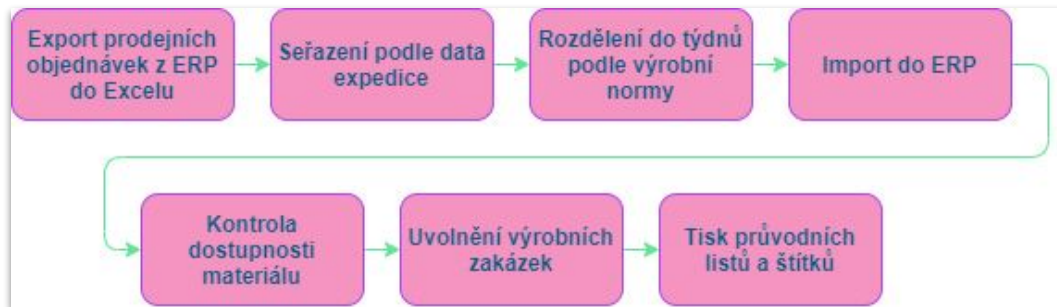 Export prodejních
objednávek z ERP
do Excelu
Seřazení podle data
expedice
Rozdělení do týdnů
podle výrobní
normy
Import do ERP
Kontrola
dostupnosti
materiálu
Uvolnění výrobních
zakázek
Tisk průvodních
listů a štítků